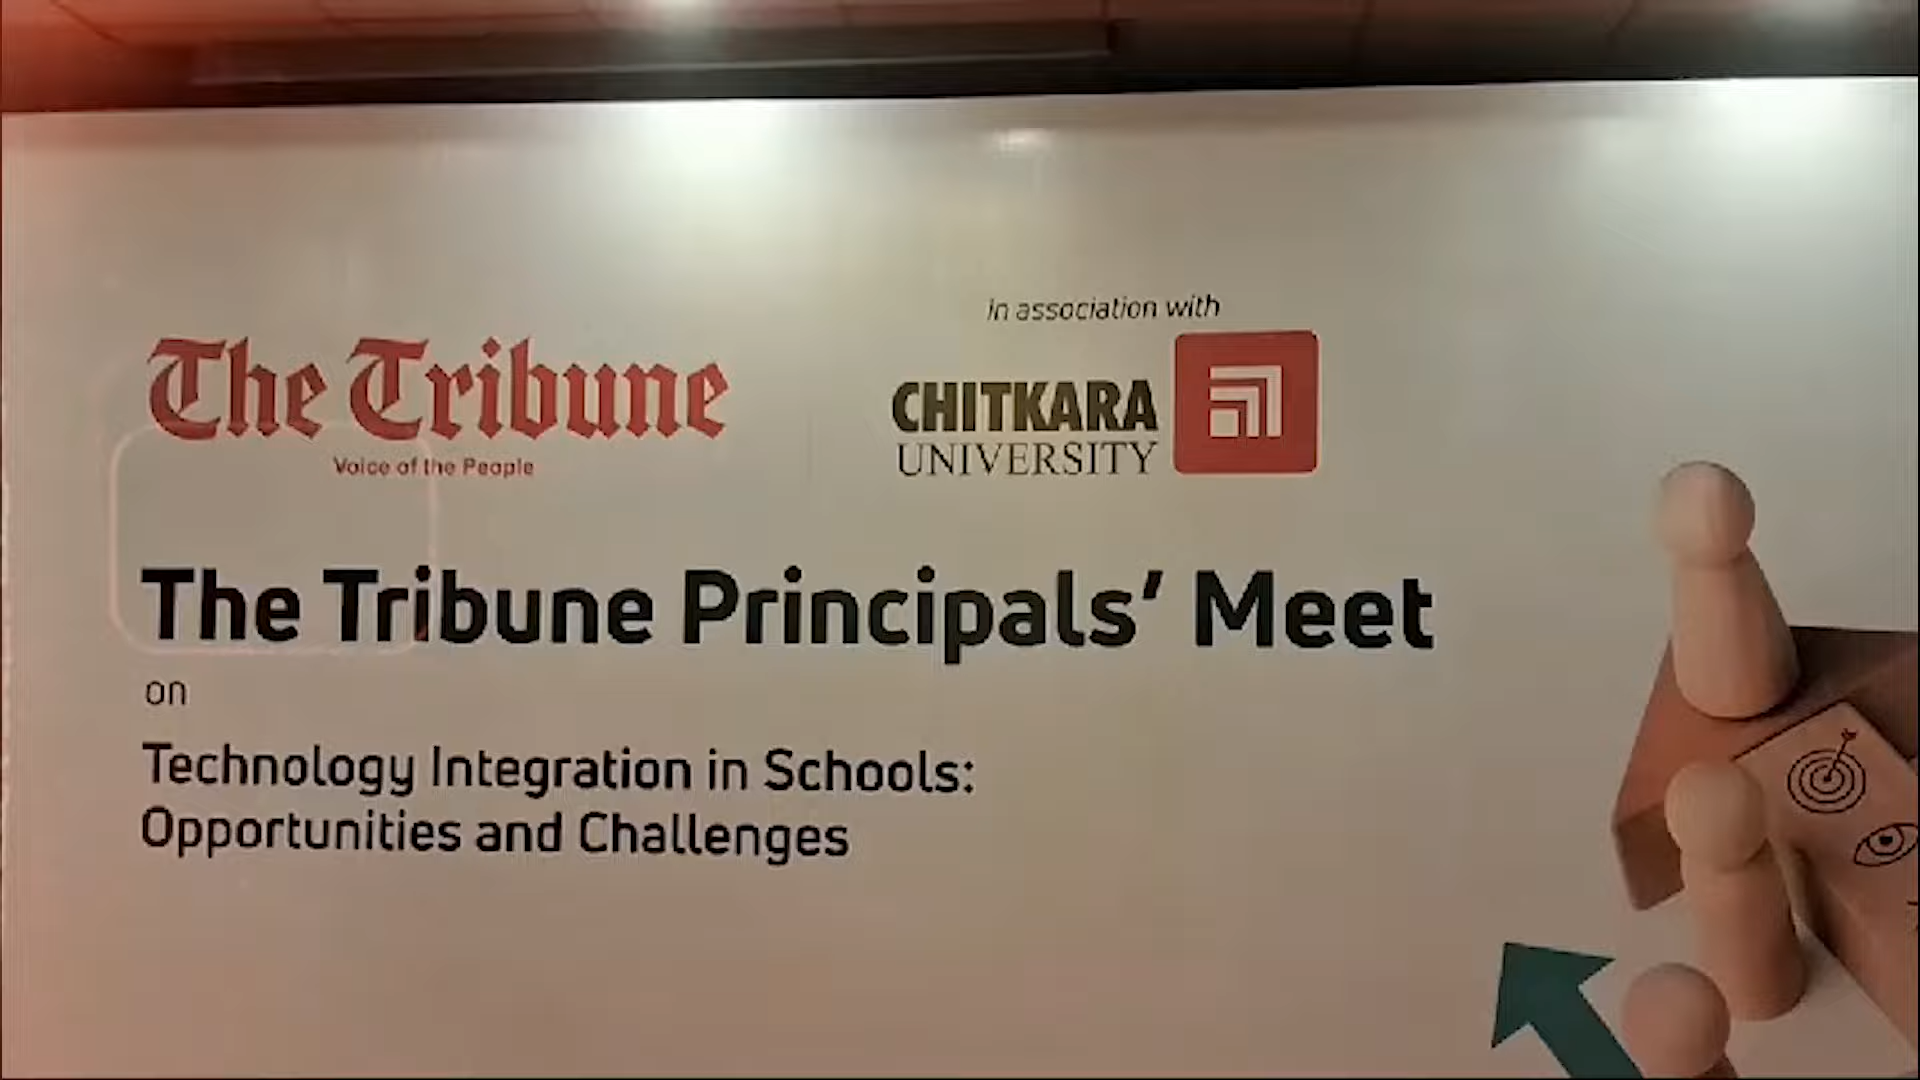 The Tribune
Voice of the People
In association with
CHITKARA
UNIVERSITY
The Tribune Principals' Meet
on
Technology Integration in Schools:
Opportunities and Challenges